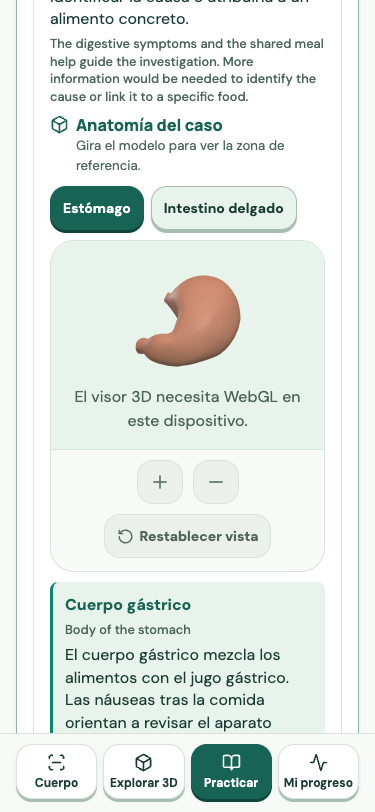 alimento concreto.
The digestive symptoms and the shared meal
help guide the investigation. More
information would be needed to identify the
cause or link it to a specific food.
Anatomía del caso
Gira el modelo para ver la zona de
referencia.
Estómago
Intestino delgado
El visor 3D necesita WebGL en
este dispositivo.
Restablecer vista
Cuerpo gástrico
Body of the stomach
El cuerpo gástrico mezcla los
alimentos con el jugo gástrico.
Las náuseas tras la comida
orientan a revisar el aparato
Cuerpo
Explorar 3D
Practicar
Mi progreso